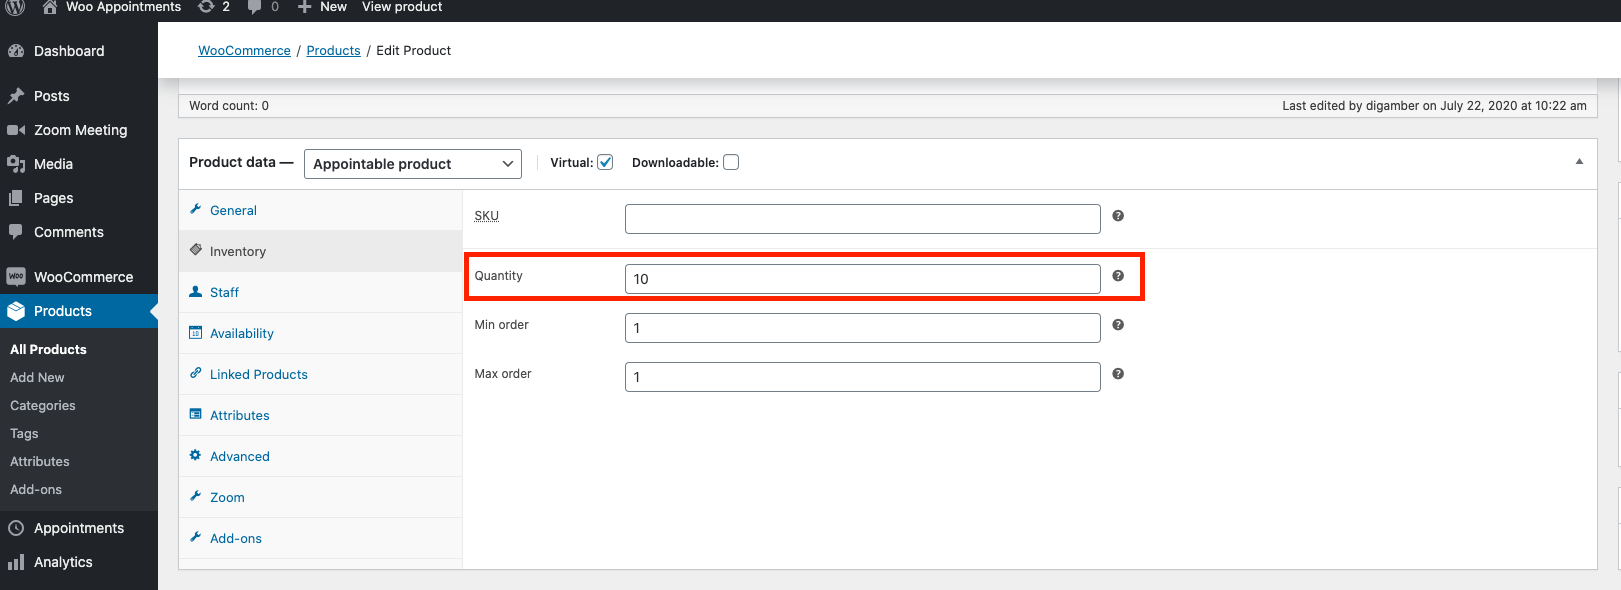 Woo Appointments 2 0 New View product
Dashboard
Posts
Zoom Meeting
Media
Pages
Comments
WOO WooCommerce
Products
All Products
Add New
Categories
Tags
Attributes
Add-ons
Appointments
Analytics
WooCommerce / Products / Edit Product
Word count: 0 Last edited by digamber on July 22, 2020 at 10:22 am
Product data — Appointable product Virtual: Downloadable:
General
Inventory
Staff
Availability
Linked Products
Attributes
Advanced
Zoom
Add-ons
SKU ?
Quantity 10 ?
Min order 1 ?
Max order 1 ?